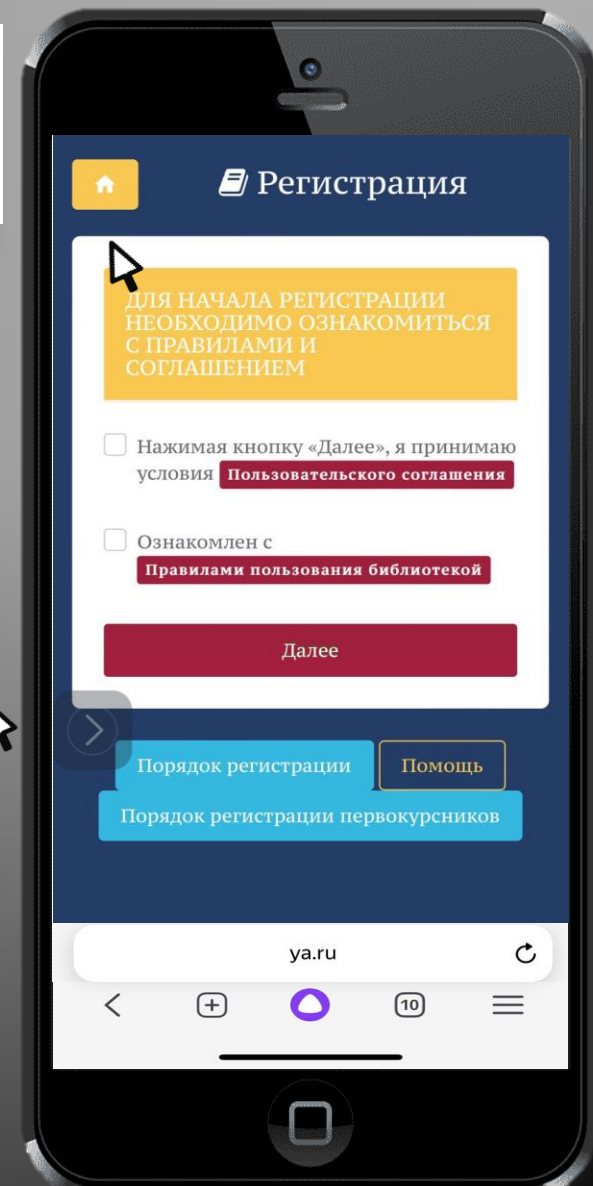 Регистрация
ДЛЯ НАЧАЛА РЕГИСТРАЦИИ
НЕОБХОДИМО ОЗНАКОМИТЬСЯ
С ПРАВИЛАМИ И
СОГЛАШЕНИЕМ
Нажимая кнопку «Далее», я принимаю
условия Пользовательского соглашения
Ознакомлен с
Правилами пользования библиотекой
Далее
Порядок регистрации Помощь
Порядок регистрации первокурсников
ya.ru
10